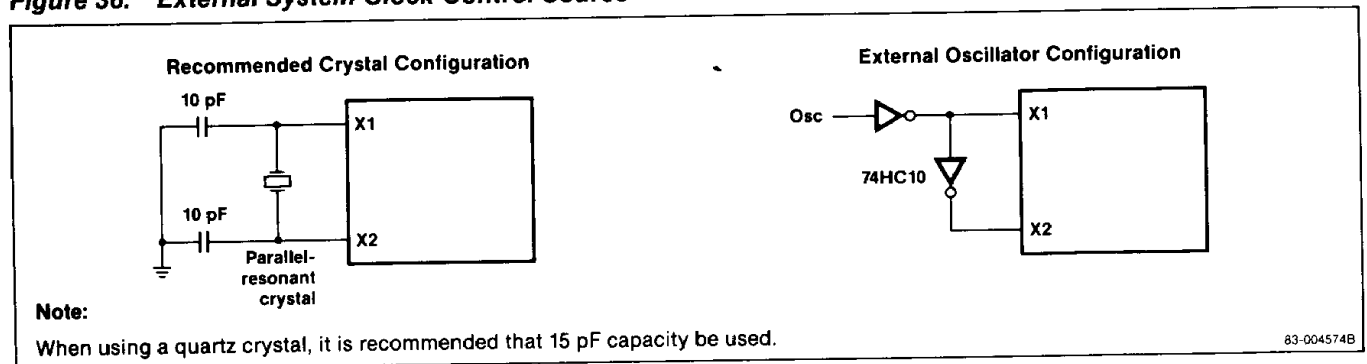 Figure 36. External System Clock Control Source
Recommended Crystal Configuration
10 pF
X1
10 pF
X2
Parallel-
resonant
crystal
External Oscillator Configuration
Osc
X1
74HC10
X2
Note:
When using a quartz crystal, it is recommended that 15 pF capacity be used.
83-004574B